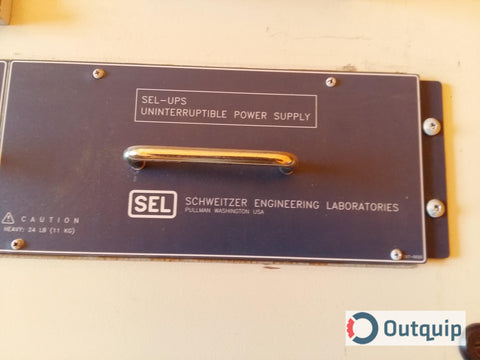 SEL-UPS
UNINTERRUPTIBLE POWER SUPPLY
SEL
SCHWEITZER ENGINEERING LABORATORIES
PULLMAN WASHINGTON USA
CAUTION
HEAVY: 24 LB (11 KG)
Outquip